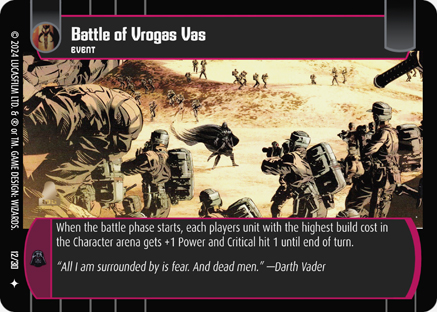 Battle of Vrogas Vas
EVENT
When the battle phase starts, each players unit with the highest build cost in
the Character arena gets +1 Power and Critical hit 1 until end of turn.
“All I am surrounded by is fear. And dead men.” —Darth Vader
© 2024 LUCASFILM LTD. & ® or TM. GAME DESIGN: WIZARDS.
12/30